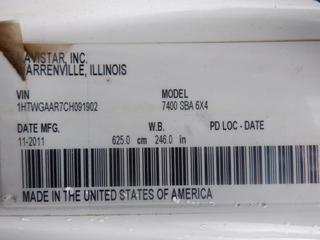 AVISTAR, INC.
ARRENVILLE, ILLINOIS
VIN MODEL
1HTWGAAR7CH091902 7400 SBA 6X4
DATE MFG. W.B. PD LOC - DATE
11-2011 625.0 cm 246.0 in
MADE IN THE UNITED STATES OF AMERICA